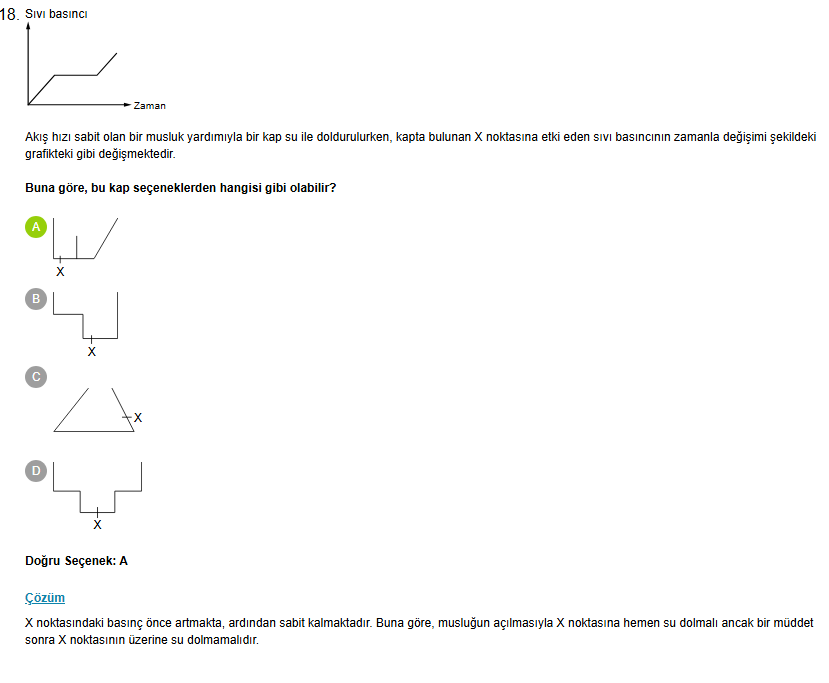 18. Sıvı basıncı
Zaman
Akış hızı sabit olan bir musluk yardımıyla bir kap su ile doldurulurken, kapta bulunan X noktasına etki eden sıvı basıncının zamanla değişimi şekildeki
grafikteki gibi değişmektedir.
Buna göre, bu kap seçeneklerden hangisi gibi olabilir?
A
X
B
X
C
X
D
X
Doğru Seçenek: A
Çözüm
X noktasındaki basınç önce artmakta, ardından sabit kalmaktadır. Buna göre, musluğun açılmasıyla X noktasına hemen su dolmalı ancak bir müddet
sonra X noktasının üzerine su dolmamalıdır.